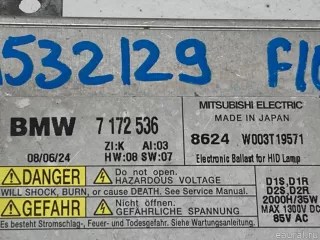 1532129 F10
BMW 7 172 536
MITSUBISHI ELECTRIC
MADE IN JAPAN
ZI:K AI:03
8624 W003T19571
08/06/24 HW:08 SW:07
Electronic Ballast for HID Lamp
DANGER
Do not open.
HAZARDOUS VOLTAGE
WILL SHOCK, BURN, or cause DEATH. See Service Manual.
GEFAHR
Nicht öffnen.
GEFÄHRLICHE SPANNUNG
Es besteht Stromschlag-, Feuer- und Todesgefahr. Siehe Wartungsanleitung.
D1S,D1R
D2S,D2R
2000H/35W
MAX 1300V DC
85V AC